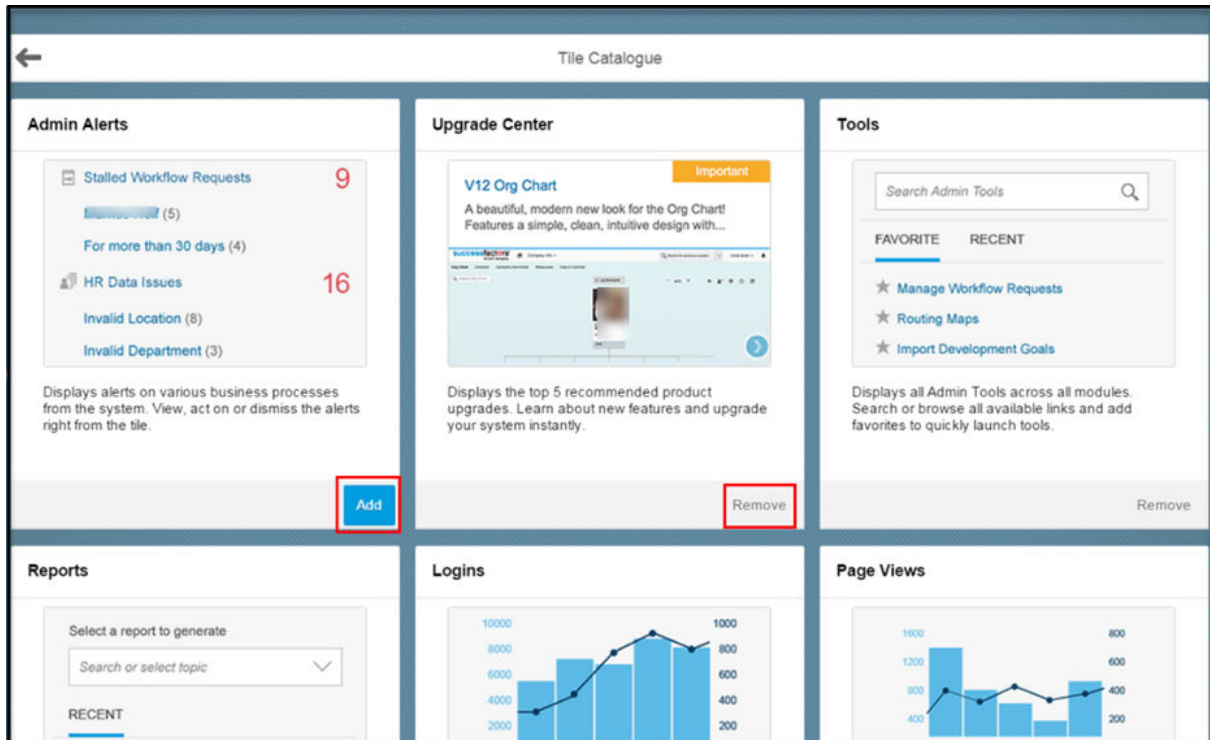 Tile Catalogue
Admin Alerts
Stalled Workflow Requests 9
(5)
For more than 30 days (4)
HR Data Issues 16
Invalid Location (8)
Invalid Department (3)
Displays alerts on various business processes
from the system. View, act on or dismiss the alerts
right from the tile.
Add
Upgrade Center
Important
V12 Org Chart
A beautiful, modern new look for the Org Chart!
Features a simple, clean, intuitive design with...
successfactors
Displays the top 5 recommended product
upgrades. Learn about new features and upgrade
your system instantly.
Remove
Tools
Search Admin Tools
FAVORITE RECENT
Manage Workflow Requests
Routing Maps
Import Development Goals
Displays all Admin Tools across all modules.
Search or browse all available links and add
favorites to quickly launch tools.
Remove
Reports
Select a report to generate
Search or select topic
RECENT
Logins
10000 1000
8000 800
6000 600
4000 400
2000 200
Page Views
1600 800
1200 600
800 400
400 200